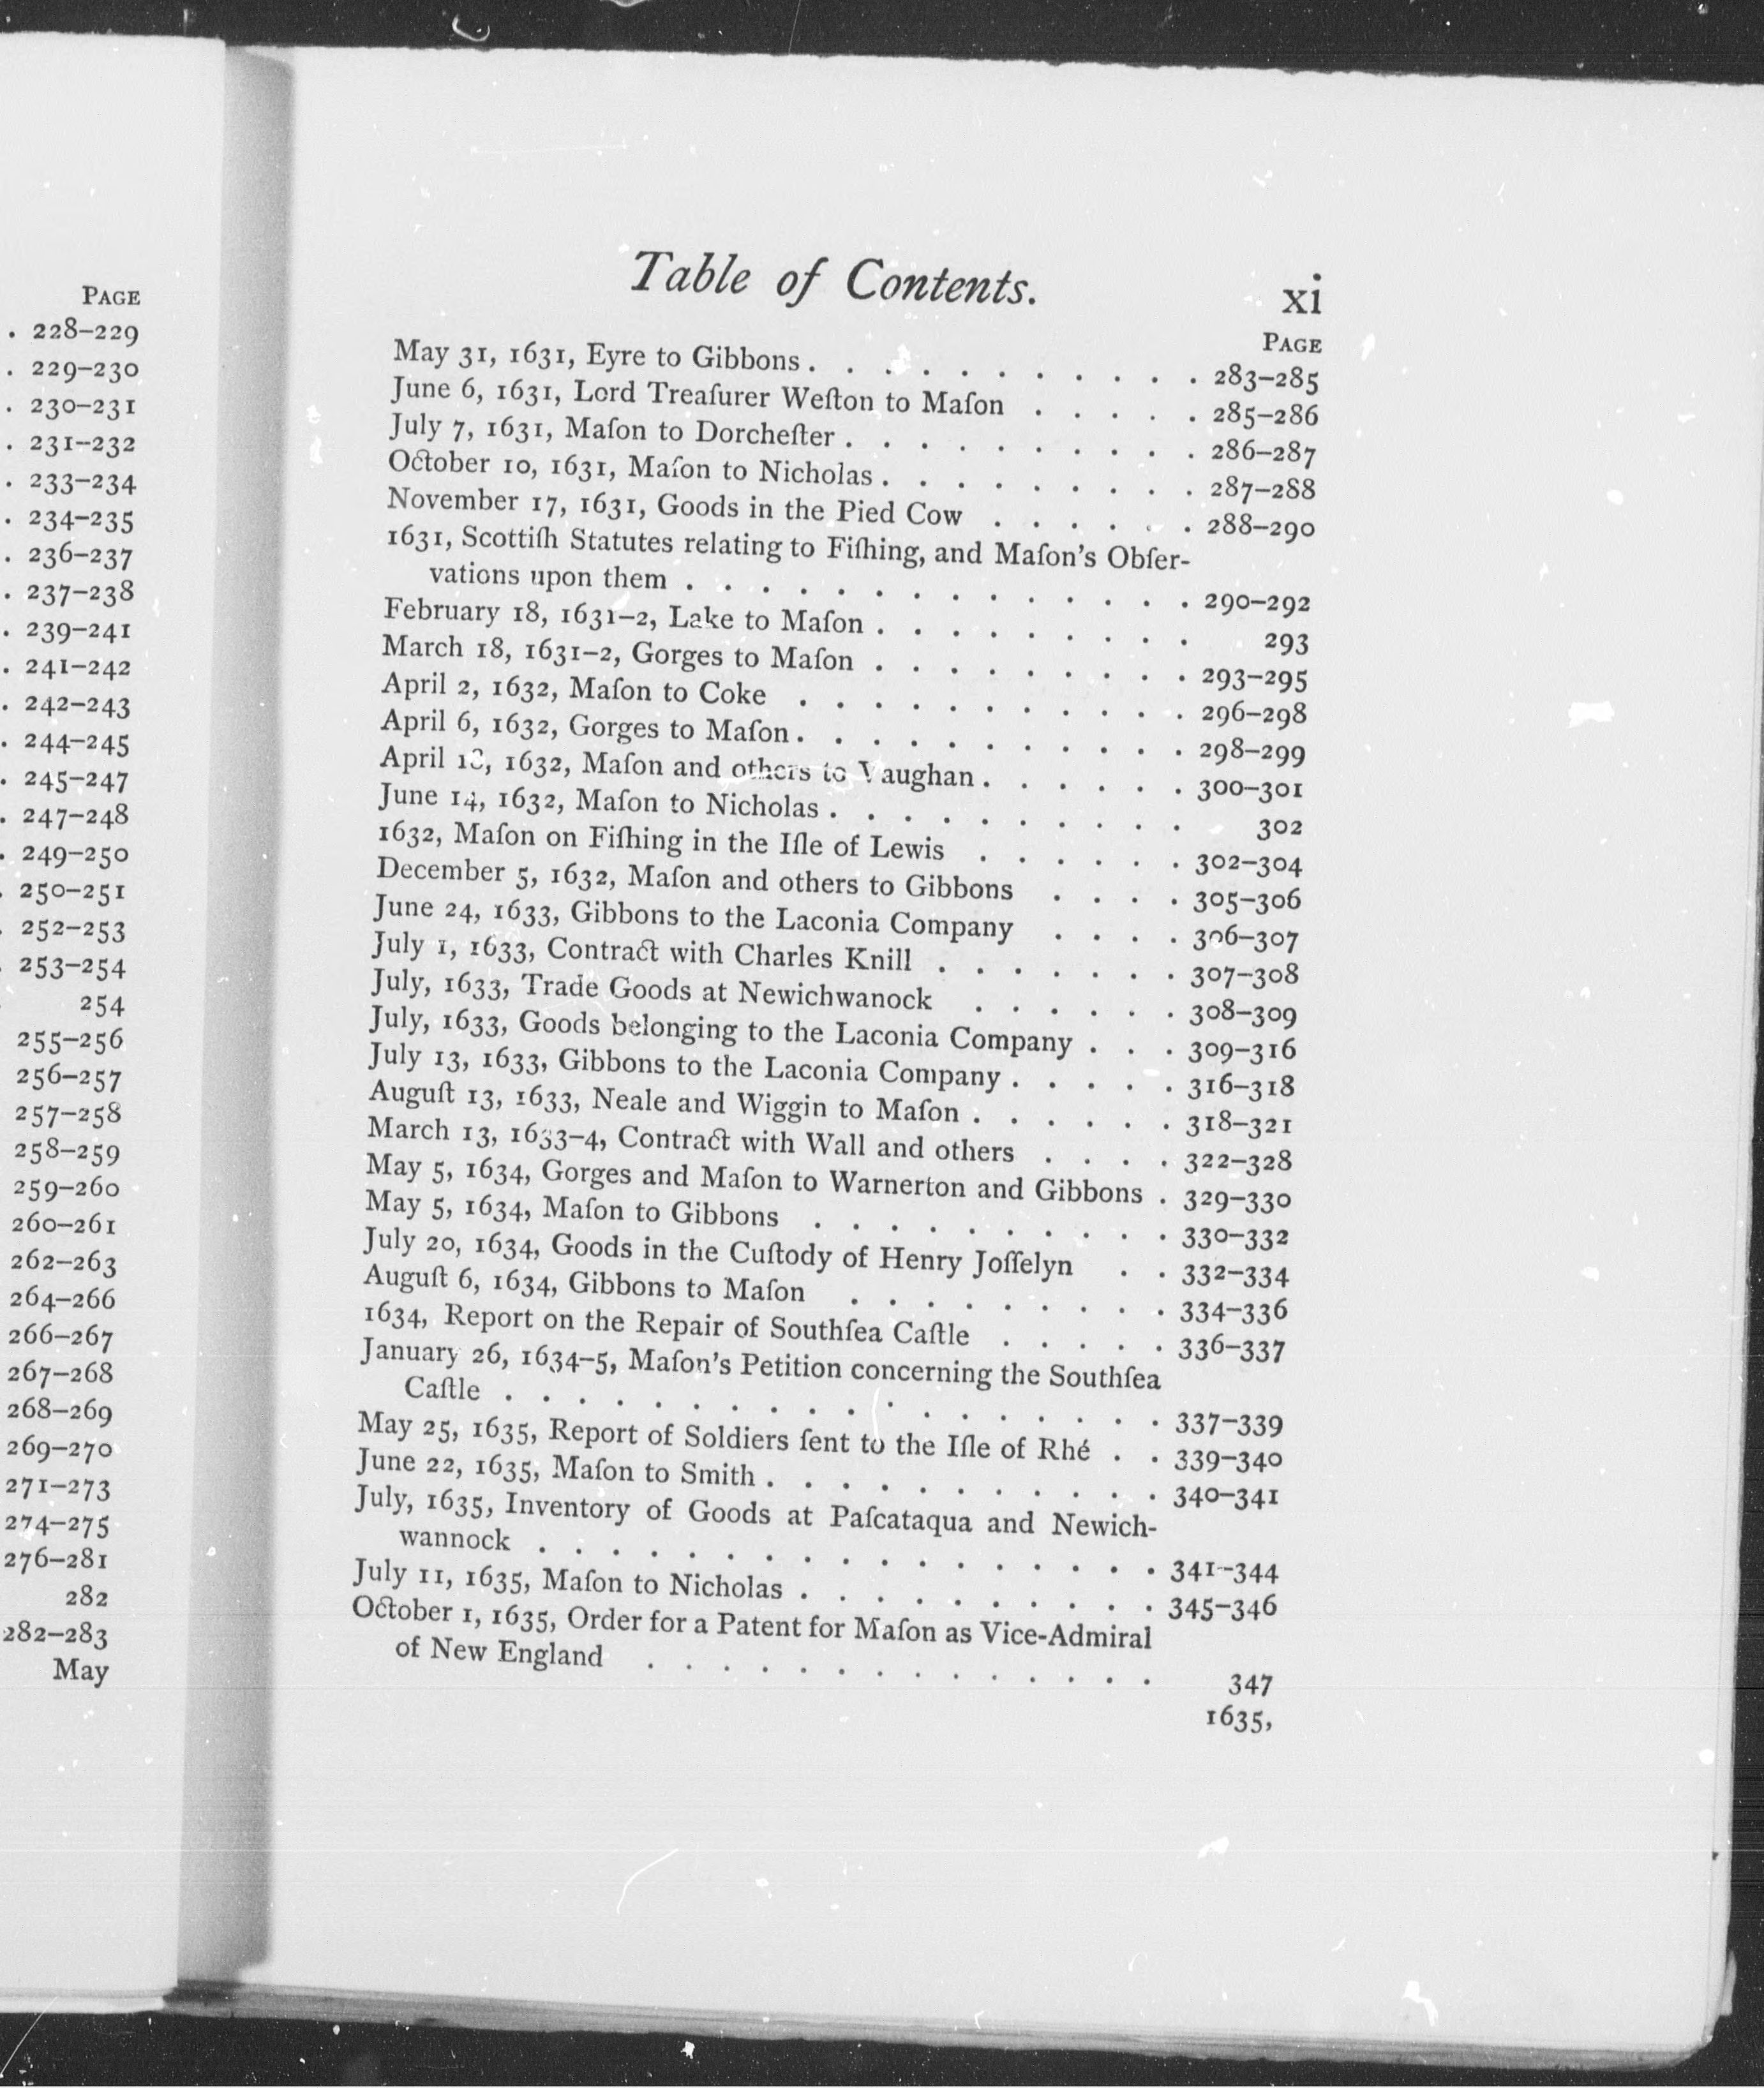 PAGE
. 228–229
. 229–230
. 230–231
. 231–232
. 233–234
. 234–235
. 236–237
. 237–238
. 239–241
. 241–242
. 242–243
. 244–245
. 245–247
. 247–248
. 249–250
. 250–251
. 252–253
. 253–254
254
255–256
256–257
257–258
258–259
259–260
260–261
262–263
264–266
266–267
267–268
268–269
269–270
271–273
274–275
276–281
282
282–283
May
Table of Contents. xi
PAGE
May 31, 1631, Eyre to Gibbons . . . . . . . . . . . 283–285
June 6, 1631, Lord Treaſurer Weſton to Maſon . . . . . 285–286
July 7, 1631, Maſon to Dorcheſter . . . . . . . . . . 286–287
October 10, 1631, Maſon to Nicholas . . . . . . . . . 287–288
November 17, 1631, Goods in the Pied Cow . . . . . . 288–290
1631, Scottiſh Statutes relating to Fiſhing, and Maſon's Obſer-
vations upon them . . . . . . . . . . . . . . 290–292
February 18, 1631–2, Lake to Maſon . . . . . . . . . 293
March 18, 1631–2, Gorges to Maſon . . . . . . . . . 293–295
April 2, 1632, Maſon to Coke . . . . . . . . . . . 296–298
April 6, 1632, Gorges to Maſon . . . . . . . . . . . 298–299
April 18, 1632, Maſon and others to Vaughan . . . . . . 300–301
June 14, 1632, Maſon to Nicholas . . . . . . . . . . 302
1632, Maſon on Fiſhing in the Iſle of Lewis . . . . . . 302–304
December 5, 1632, Maſon and others to Gibbons . . . . 305–306
June 24, 1633, Gibbons to the Laconia Company . . . . 306–307
July 1, 1633, Contract with Charles Knill . . . . . . . 307–308
July, 1633, Trade Goods at Newichwanock . . . . . . 308–309
July, 1633, Goods belonging to the Laconia Company . . . 309–316
July 13, 1633, Gibbons to the Laconia Company . . . . . 316–318
Auguſt 13, 1633, Neale and Wiggin to Maſon . . . . . . 318–321
March 13, 1633–4, Contract with Wall and others . . . . 322–328
May 5, 1634, Gorges and Maſon to Warnerton and Gibbons . 329–330
May 5, 1634, Maſon to Gibbons . . . . . . . . . . 330–332
July 20, 1634, Goods in the Cuſtody of Henry Joſſelyn . . 332–334
Auguſt 6, 1634, Gibbons to Maſon . . . . . . . . . 334–336
1634, Report on the Repair of Southſea Caſtle . . . . . 336–337
January 26, 1634–5, Maſon's Petition concerning the Southſea
Caſtle . . . . . . . . . . . . . . . . . . 337–339
May 25, 1635, Report of Soldiers ſent to the Iſle of Rhé . . 339–340
June 22, 1635, Maſon to Smith . . . . . . . . . . . 340–341
July, 1635, Inventory of Goods at Paſcataqua and Newich-
wannock . . . . . . . . . . . . . . . . . 341–344
July 11, 1635, Maſon to Nicholas . . . . . . . . . . 345–346
October 1, 1635, Order for a Patent for Maſon as Vice-Admiral
of New England . . . . . . . . . . . . . . 347
1635,